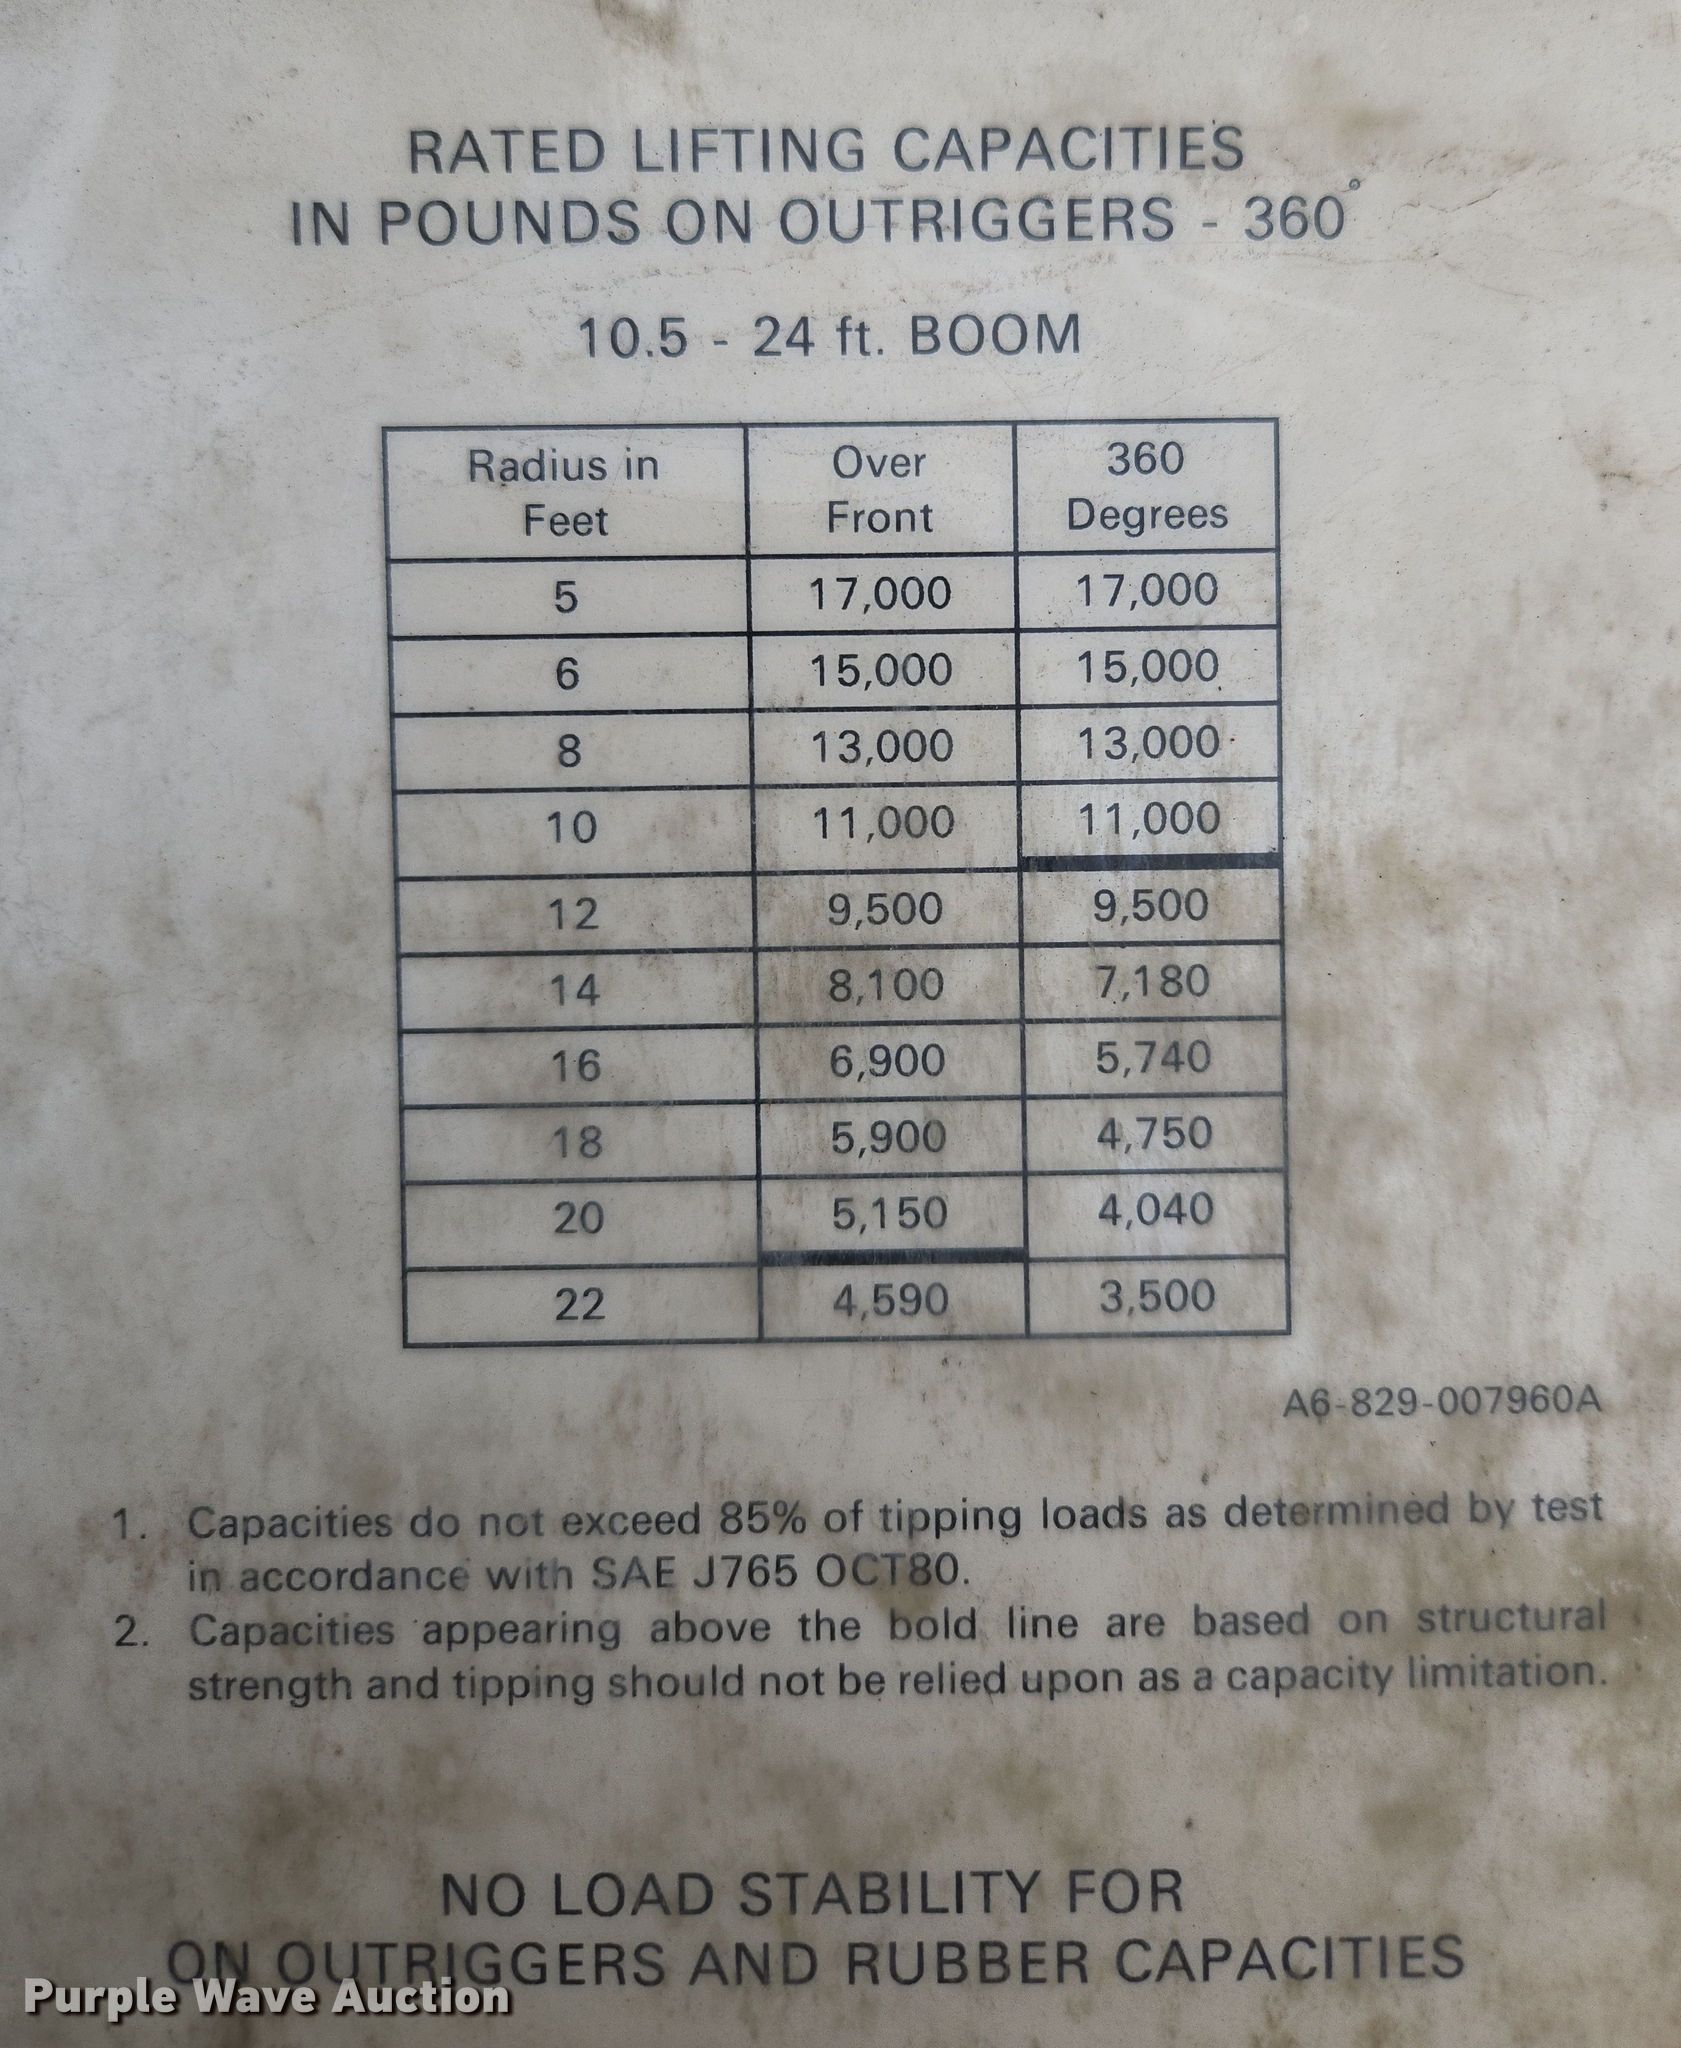 RATED LIFTING CAPACITIES
IN POUNDS ON OUTRIGGERS - 360°
10.5 - 24 ft. BOOM
Radius in Feet Over Front 360 Degrees
5 17,000 17,000
6 15,000 15,000
8 13,000 13,000
10 11,000 11,000
12 9,500 9,500
14 8,100 7,180
16 6,900 5,740
18 5,900 4,750
20 5,150 4,040
22 4,590 3,500
A6-829-007960A
1. Capacities do not exceed 85% of tipping loads as determined by test
in accordance with SAE J765 OCT80.
2. Capacities appearing above the bold line are based on structural
strength and tipping should not be relied upon as a capacity limitation.
NO LOAD STABILITY FOR
ON OUTRIGGERS AND RUBBER CAPACITIES
Purple Wave Auction